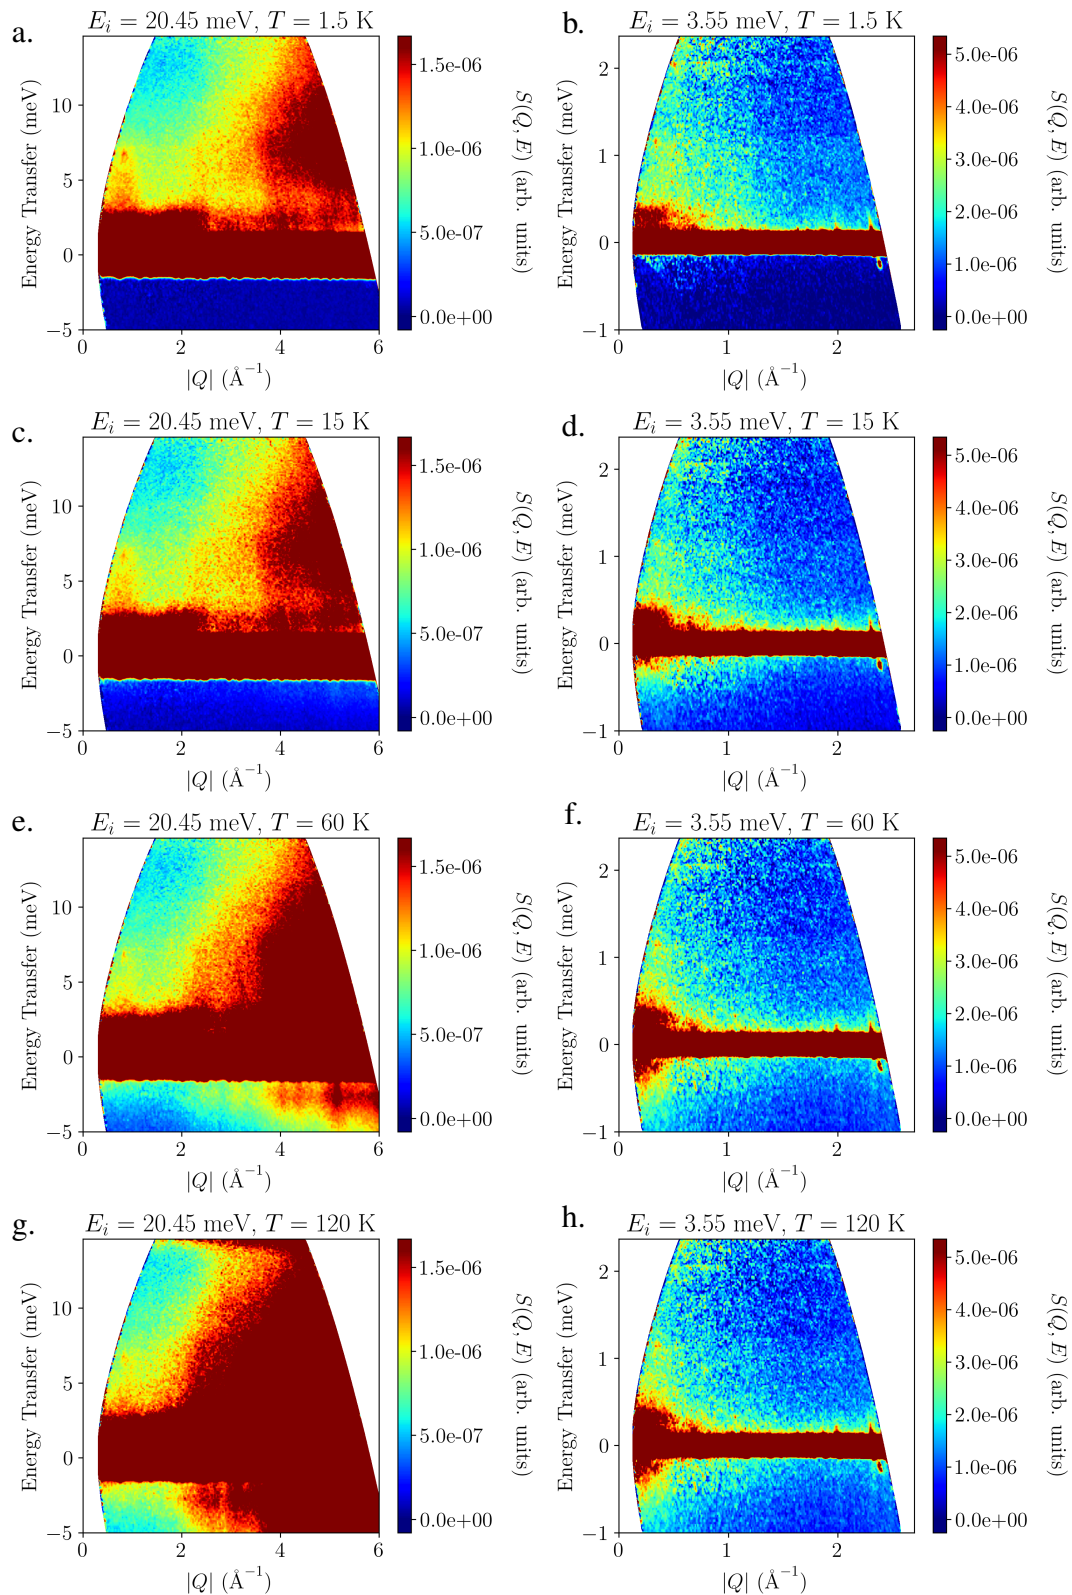 a.
E_i = 20.45 meV, T = 1.5 K
Energy Transfer (meV)
10
5
0
−5
0 2 4 6
|Q| (Å⁻¹)
1.5e-06
1.0e-06
5.0e-07
0.0e+00
S(Q, E) (arb. units)
b.
E_i = 3.55 meV, T = 1.5 K
Energy Transfer (meV)
2
1
0
−1
0 1 2
|Q| (Å⁻¹)
5.0e-06
4.0e-06
3.0e-06
2.0e-06
1.0e-06
0.0e+00
S(Q, E) (arb. units)
c.
E_i = 20.45 meV, T = 15 K
Energy Transfer (meV)
10
5
0
−5
0 2 4 6
|Q| (Å⁻¹)
1.5e-06
1.0e-06
5.0e-07
0.0e+00
S(Q, E) (arb. units)
d.
E_i = 3.55 meV, T = 15 K
Energy Transfer (meV)
2
1
0
−1
0 1 2
|Q| (Å⁻¹)
5.0e-06
4.0e-06
3.0e-06
2.0e-06
1.0e-06
0.0e+00
S(Q, E) (arb. units)
e.
E_i = 20.45 meV, T = 60 K
Energy Transfer (meV)
10
5
0
−5
0 2 4 6
|Q| (Å⁻¹)
1.5e-06
1.0e-06
5.0e-07
0.0e+00
S(Q, E) (arb. units)
f.
E_i = 3.55 meV, T = 60 K
Energy Transfer (meV)
2
1
0
−1
0 1 2
|Q| (Å⁻¹)
5.0e-06
4.0e-06
3.0e-06
2.0e-06
1.0e-06
0.0e+00
S(Q, E) (arb. units)
g.
E_i = 20.45 meV, T = 120 K
Energy Transfer (meV)
10
5
0
−5
0 2 4 6
|Q| (Å⁻¹)
1.5e-06
1.0e-06
5.0e-07
0.0e+00
S(Q, E) (arb. units)
h.
E_i = 3.55 meV, T = 120 K
Energy Transfer (meV)
2
1
0
−1
0 1 2
|Q| (Å⁻¹)
5.0e-06
4.0e-06
3.0e-06
2.0e-06
1.0e-06
0.0e+00
S(Q, E) (arb. units)